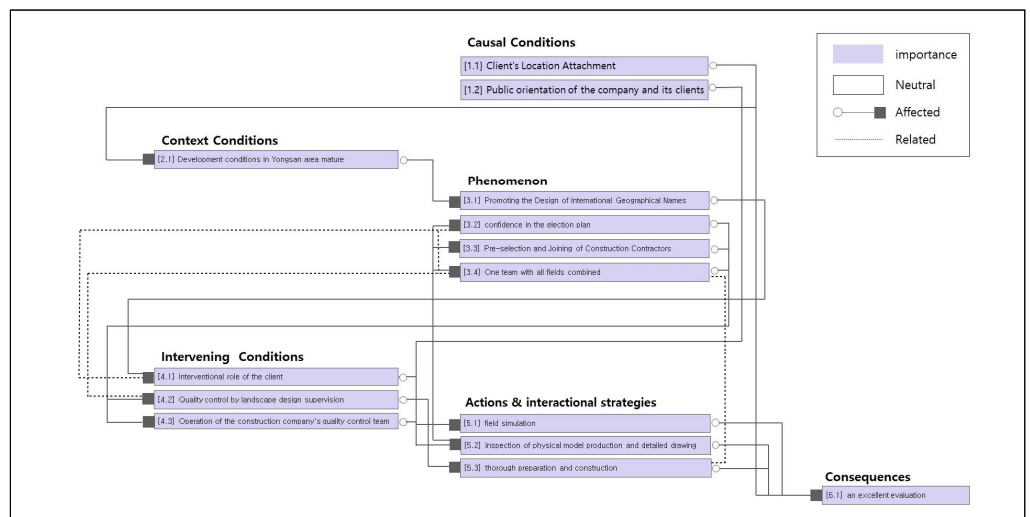 Causal Conditions
[1.1] Client's Location Attachment
[1.2] Public orientation of the company and its clients
importance
Neutral
Affected
Related
Context Conditions
[2.1] Development conditions in Yongsan area mature
Phenomenon
[3.1] Promoting the Design of International Geographical Names
[3.2] confidence in the election plan
[3.3] Pre-selection and Joining of Construction Contractors
[3.4] One team with all fields combined
Intervening Conditions
[4.1] Interventional role of the client
[4.2] Quality control by landscape design supervision
[4.3] Operation of the construction company's quality control team
Actions & interactional strategies
[5.1] field simulation
[5.2] Inspection of physical model production and detailed drawing
[5.3] thorough preparation and construction
Consequences
[6.1] an excellent evaluation